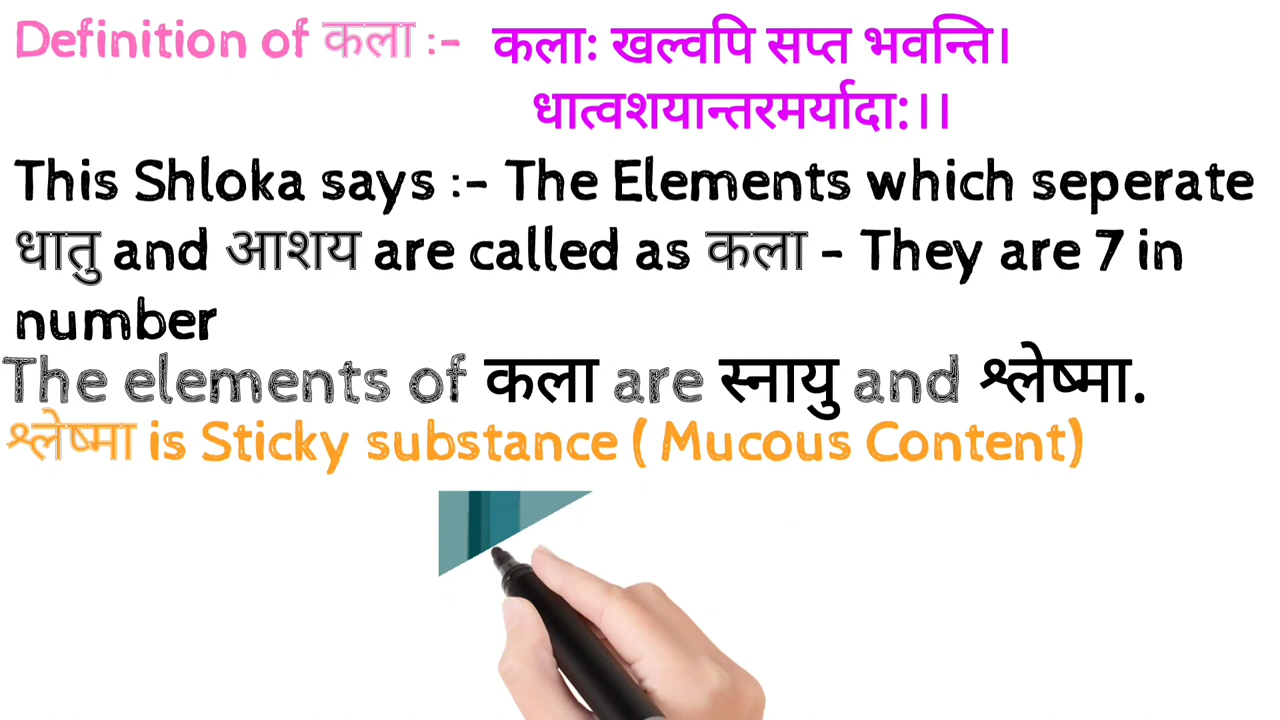 Definition of कला :- कलाः खल्वपि सप्त भवन्ति।
धात्वशयान्तरमर्यादा:।।
This Shloka says :- The Elements which seperate
धातु and आशय are called as कला - They are 7 in
number
The elements of कला are स्नायु and श्लेष्मा.
श्लेष्मा is Sticky substance ( Mucous Content)